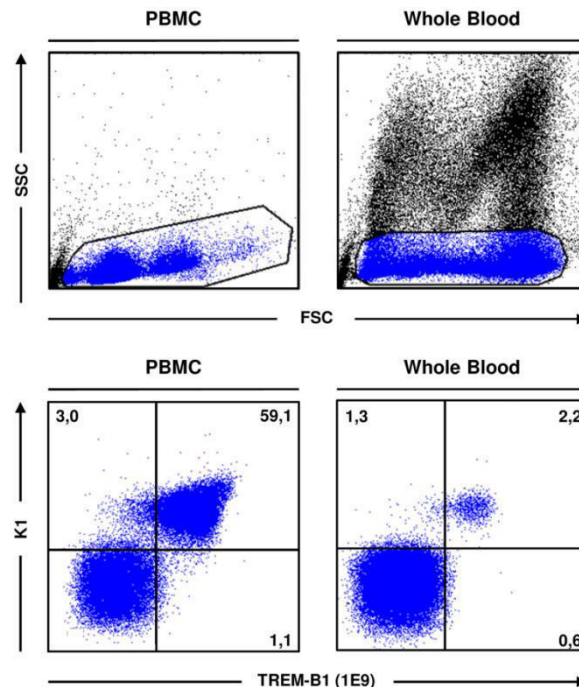 PBMC
Whole Blood
SSC
FSC
PBMC
Whole Blood
3,0
59,1
1,3
2,2
K1
1,1
0,6
TREM-B1 (1E9)